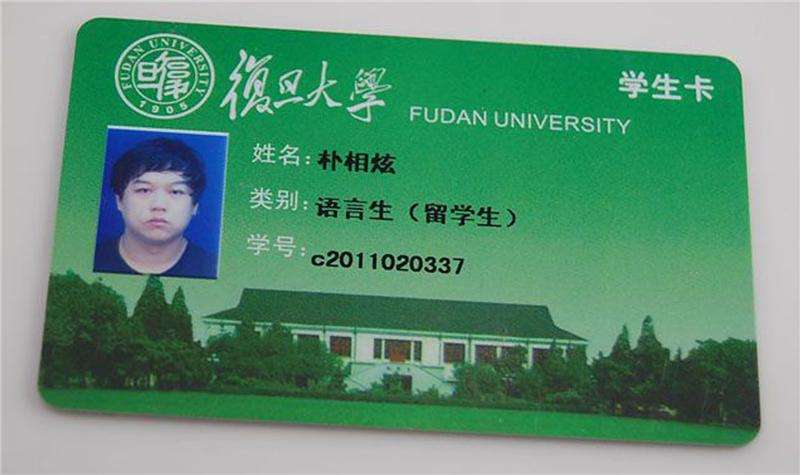 FUDAN UNIVERSITY
1905
復旦大學
FUDAN UNIVERSITY
学生卡
姓名：朴相炫
类别：语言生（留学生）
学号：c2011020337